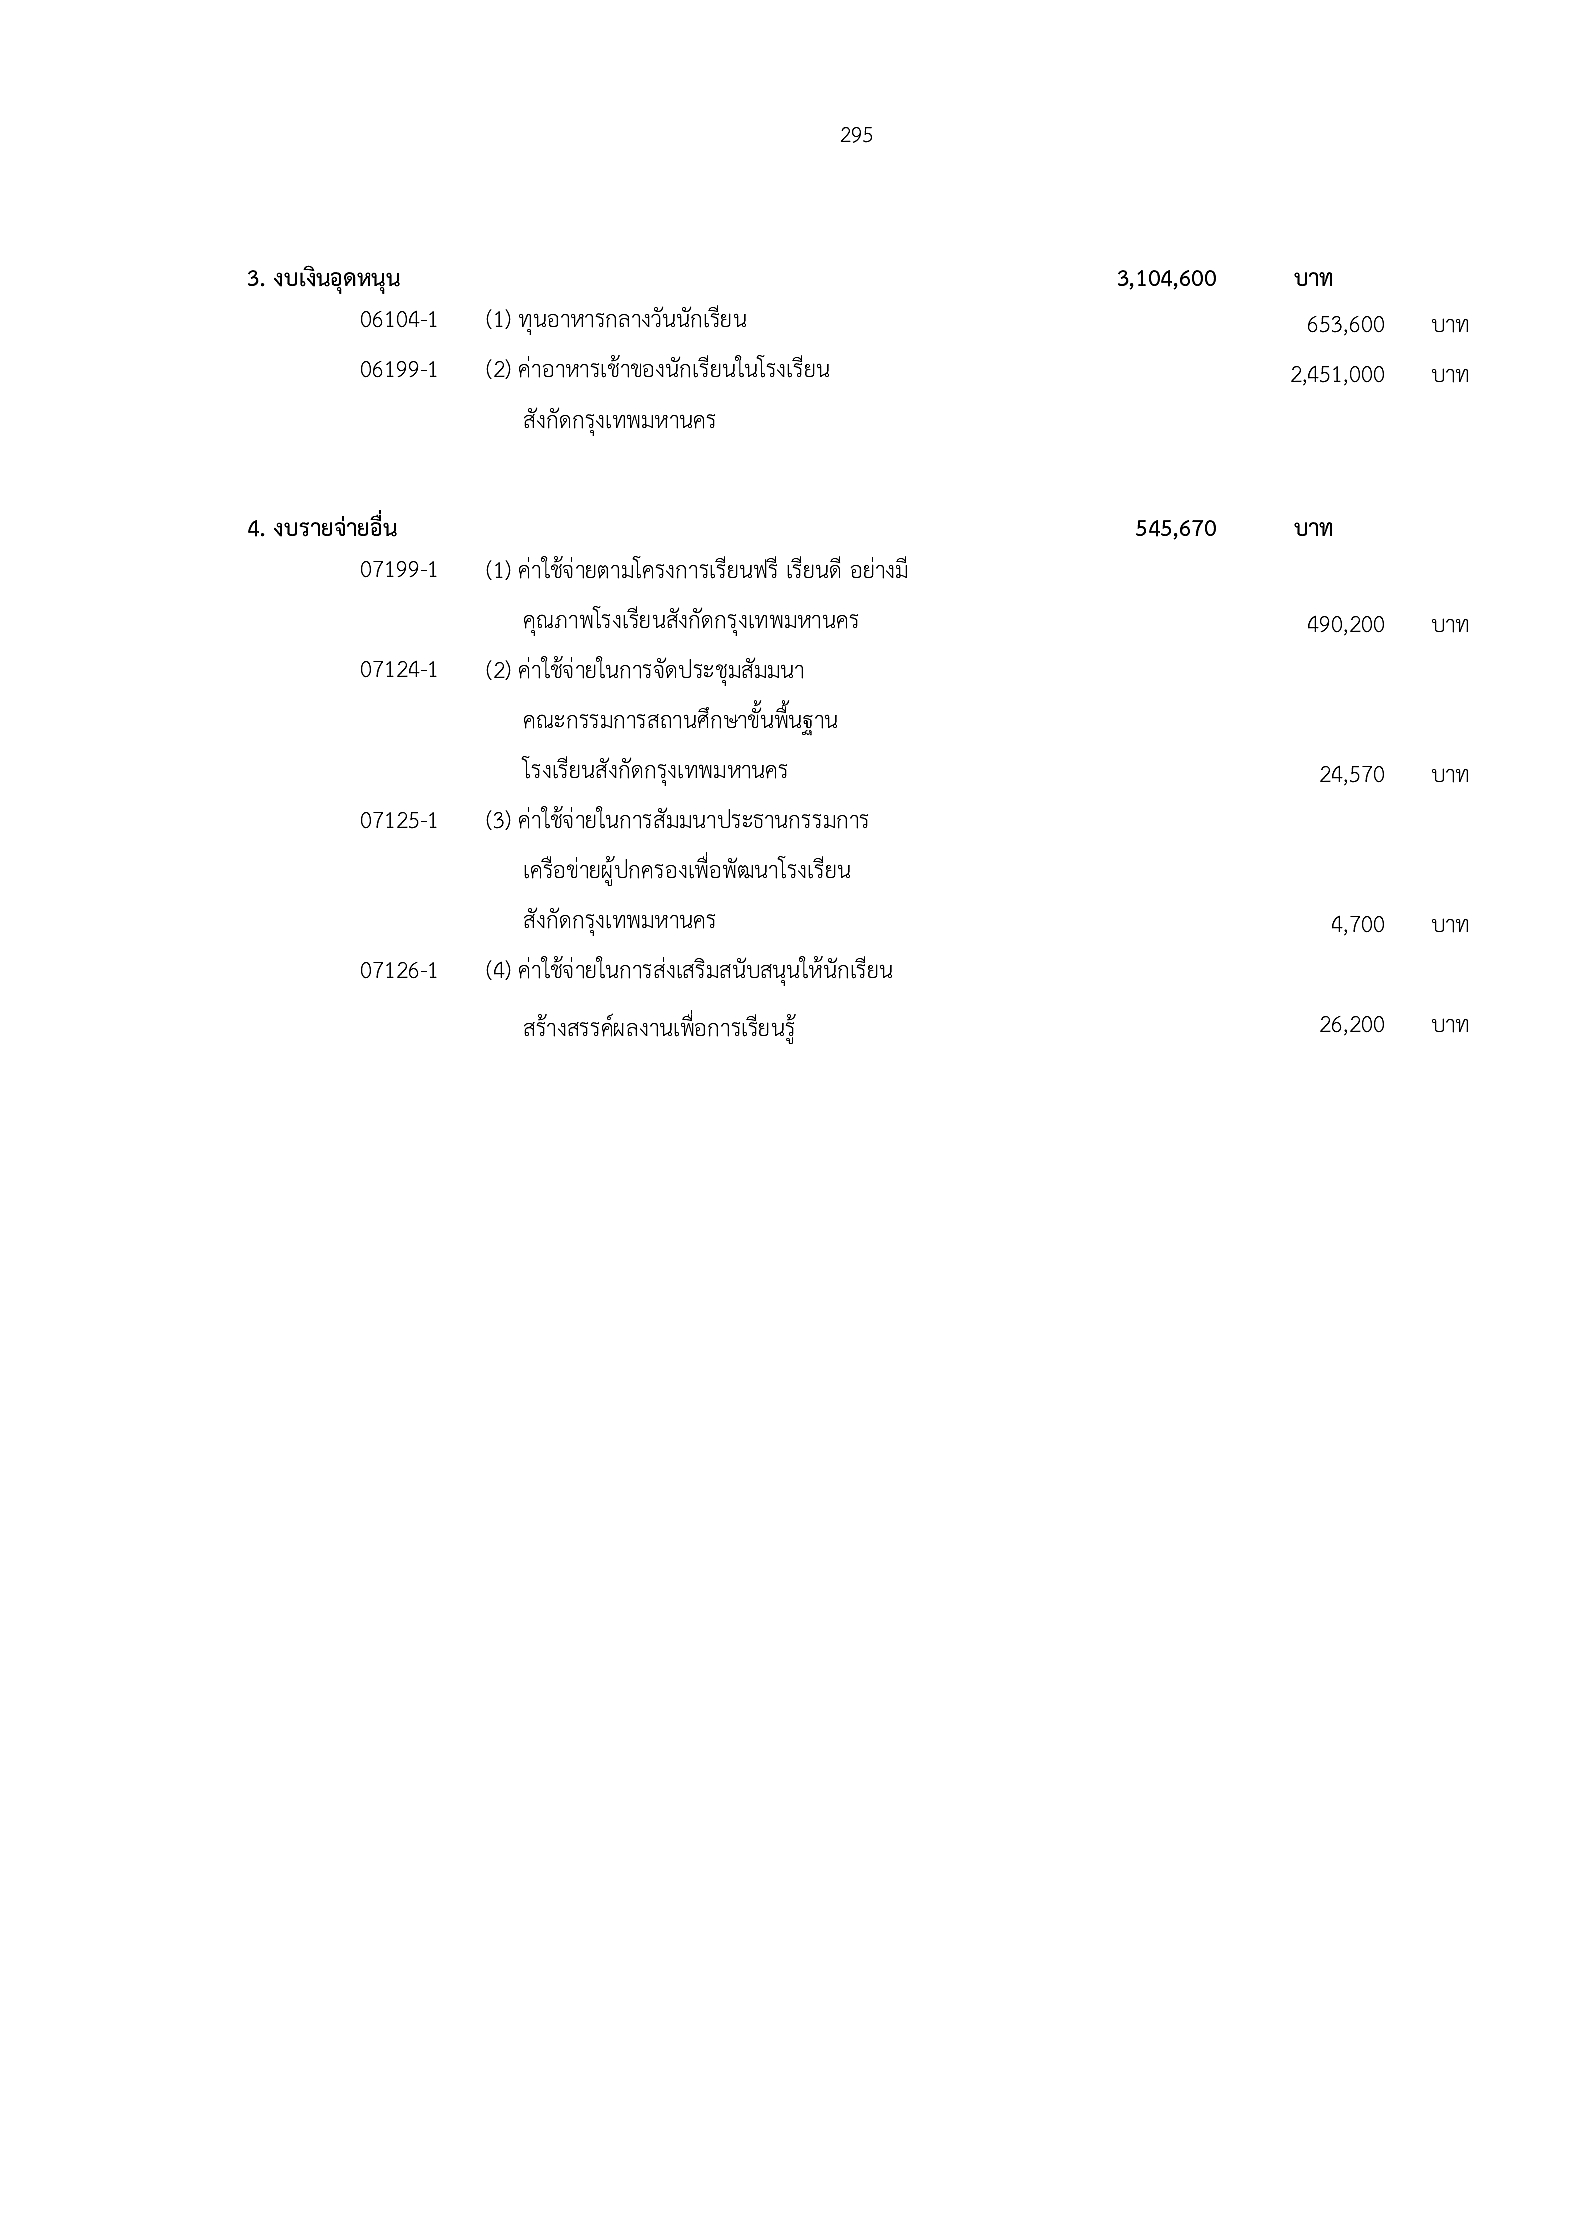 295
3. งบเงินอุดหนุน 3,104,600 บาท
06104-1 (1) ทุนอาหารกลางวันนักเรียน 653,600 บาท
06199-1 (2) ค่าอาหารเช้าของนักเรียนในโรงเรียน 2,451,000 บาท
สังกัดกรุงเทพมหานคร
4. งบรายจ่ายอื่น 545,670 บาท
07199-1 (1) ค่าใช้จ่ายตามโครงการเรียนฟรี เรียนดี อย่างมี
คุณภาพโรงเรียนสังกัดกรุงเทพมหานคร 490,200 บาท
07124-1 (2) ค่าใช้จ่ายในการจัดประชุมสัมมนา
คณะกรรมการสถานศึกษาขั้นพื้นฐาน
โรงเรียนสังกัดกรุงเทพมหานคร 24,570 บาท
07125-1 (3) ค่าใช้จ่ายในการสัมมนาประธานกรรมการ
เครือข่ายผู้ปกครองเพื่อพัฒนาโรงเรียน
สังกัดกรุงเทพมหานคร 4,700 บาท
07126-1 (4) ค่าใช้จ่ายในการส่งเสริมสนับสนุนให้นักเรียน
สร้างสรรค์ผลงานเพื่อการเรียนรู้ 26,200 บาท